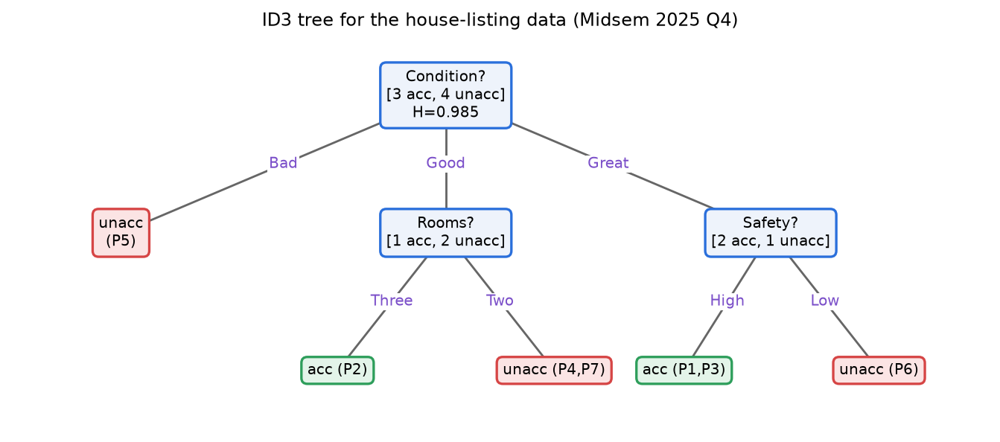 ID3 tree for the house-listing data (Midsem 2025 Q4)
Condition?
[3 acc, 4 unacc]
H=0.985
Bad
Good
Great
unacc
(P5)
Rooms?
[1 acc, 2 unacc]
Safety?
[2 acc, 1 unacc]
Three
Two
High
Low
acc (P2)
unacc (P4,P7)
acc (P1,P3)
unacc (P6)